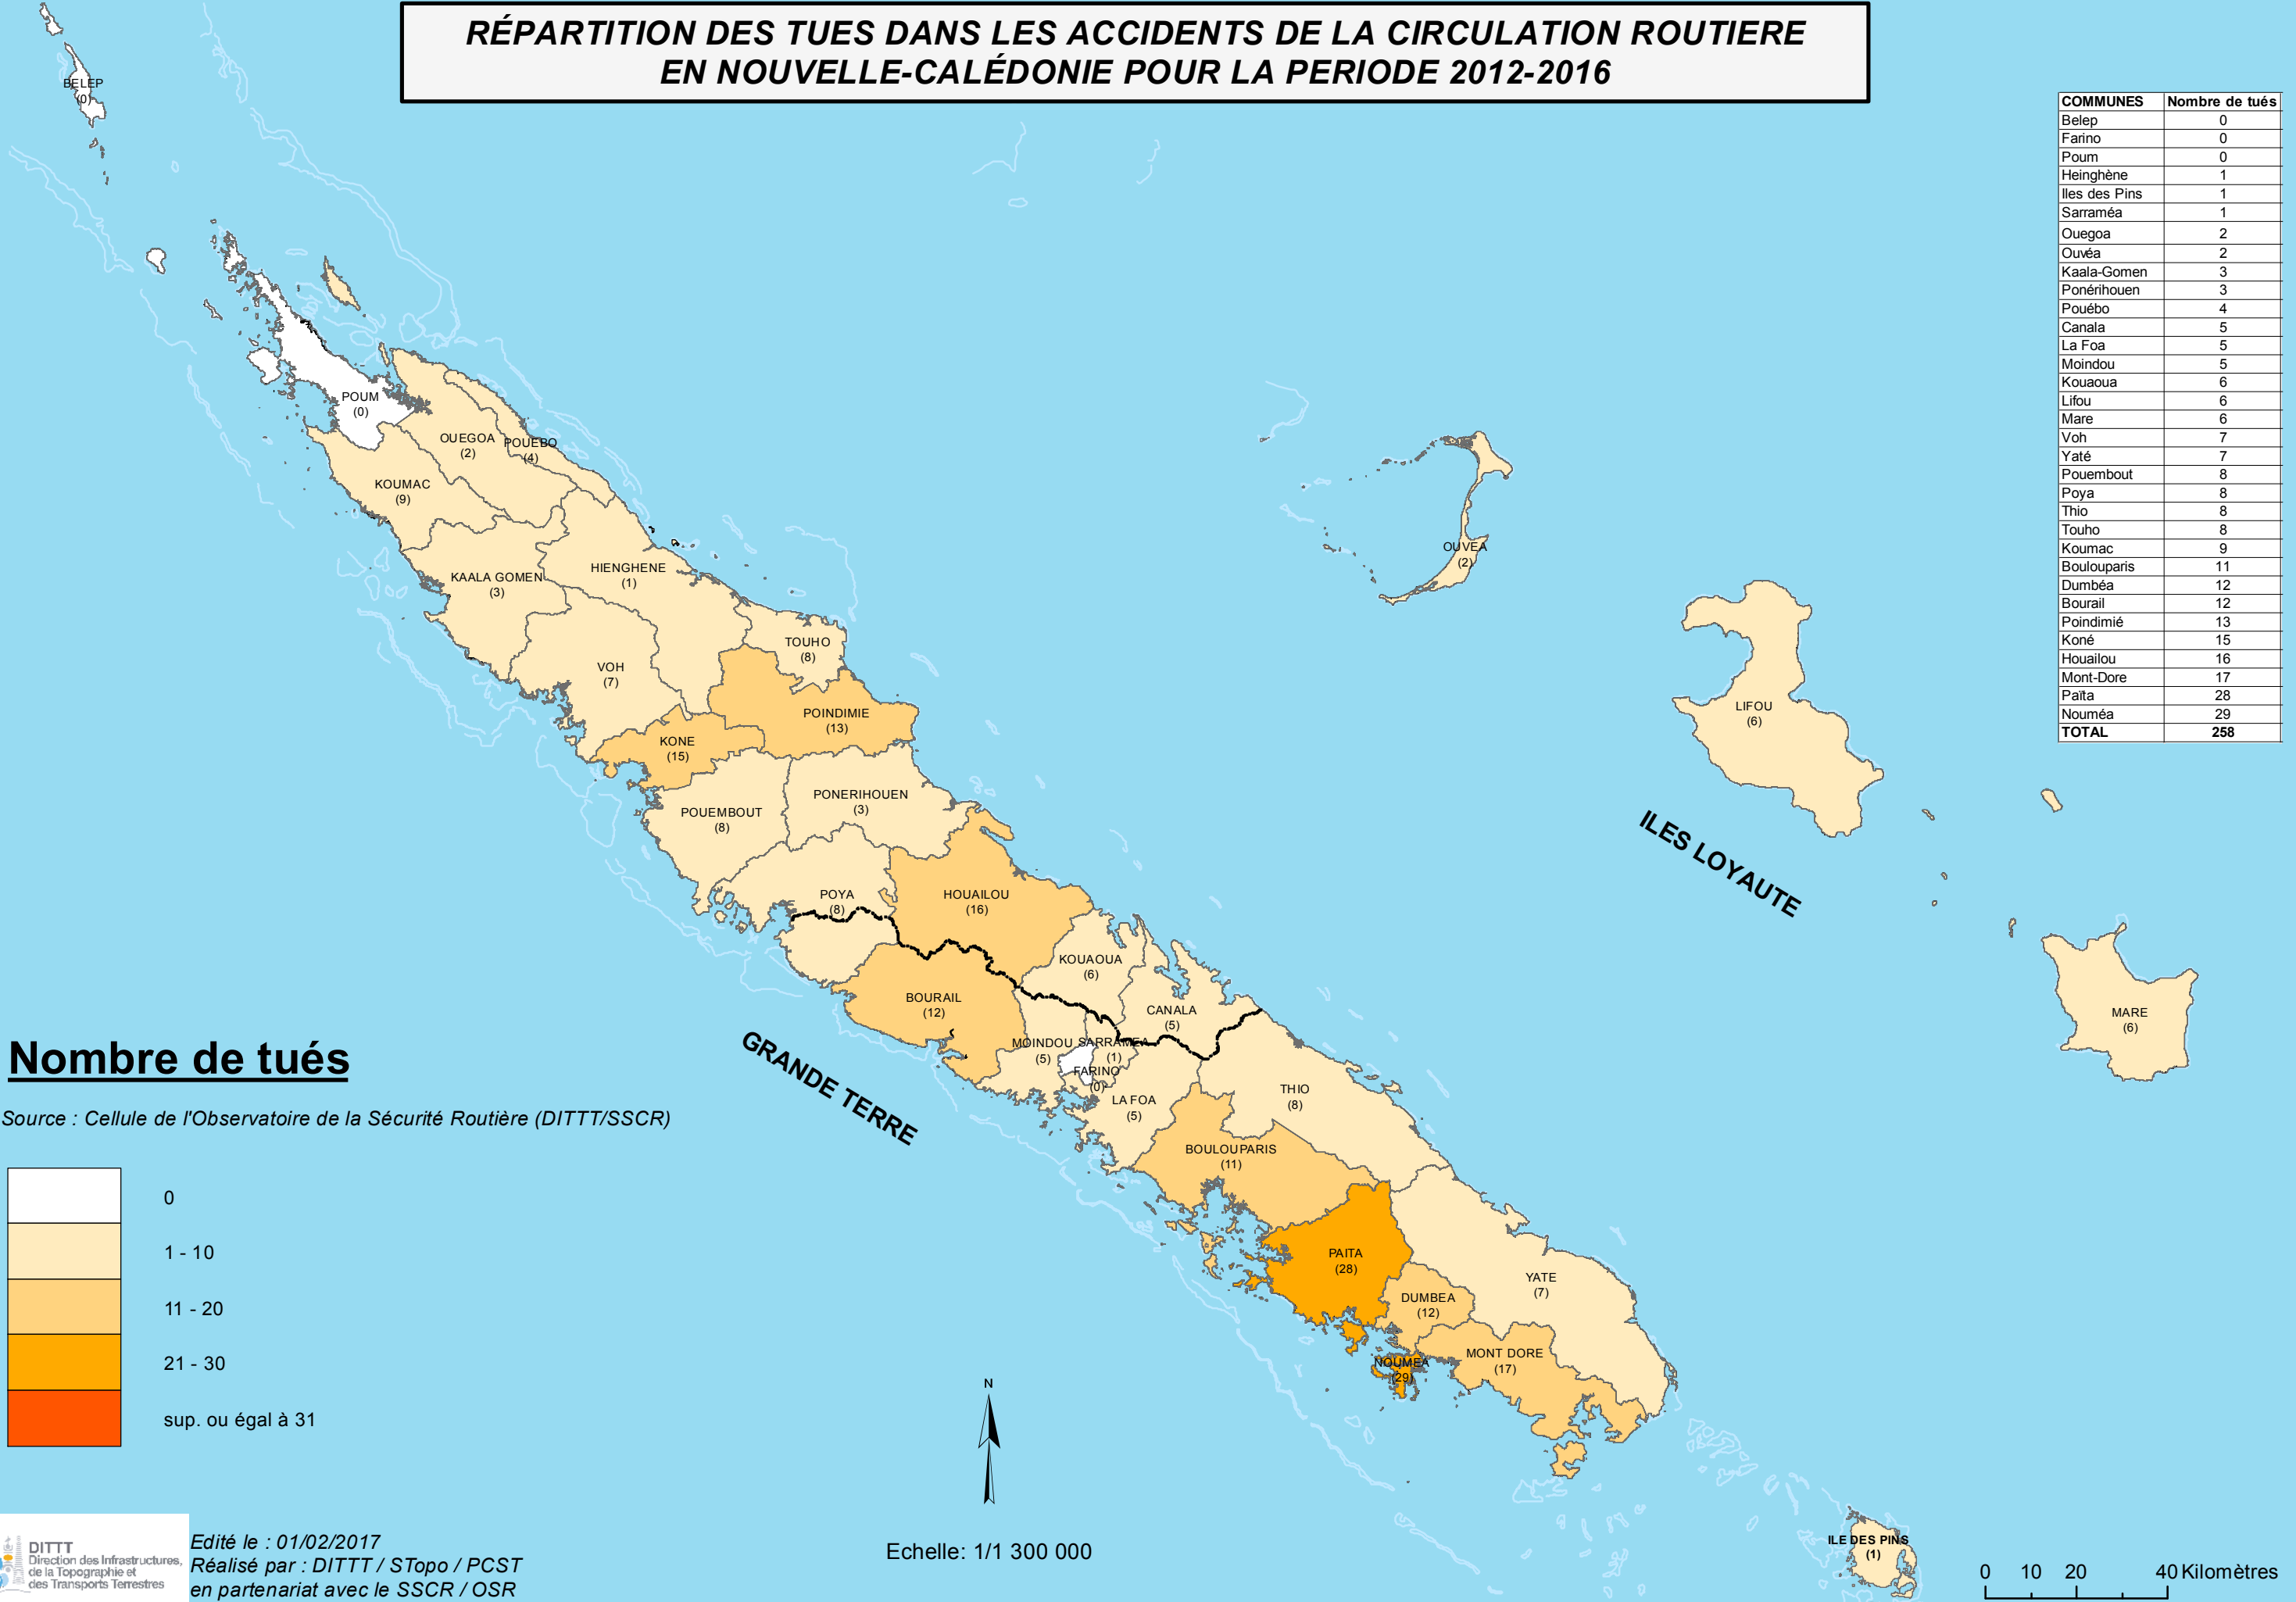 RÉPARTITION DES TUES DANS LES ACCIDENTS DE LA CIRCULATION ROUTIERE
EN NOUVELLE-CALÉDONIE POUR LA PERIODE 2012-2016
COMMUNES Nombre de tués
Belep 0
Farino 0
Poum 0
Heinghène 1
Iles des Pins 1
Sarraméa 1
Ouegoa 2
Ouvéa 2
Kaala-Gomen 3
Ponérihouen 3
Pouébo 4
Canala 5
La Foa 5
Moindou 5
Kouaoua 6
Lifou 6
Mare 6
Voh 7
Yaté 7
Pouembout 8
Poya 8
Thio 8
Touho 8
Koumac 9
Boulouparis 11
Dumbéa 12
Bourail 12
Poindimié 13
Koné 15
Houailou 16
Mont-Dore 17
Païta 28
Nouméa 29
TOTAL 258
BELEP
(0)
POUM
(0)
OUEGOA
(2)
POUEBO
(4)
KOUMAC
(9)
KAALA GOMEN
(3)
HIENGHENE
(1)
TOUHO
(8)
VOH
(7)
POINDIMIE
(13)
KONE
(15)
PONERIHOUEN
(3)
POUEMBOUT
(8)
POYA
(8)
HOUAILOU
(16)
KOUAOUA
(6)
BOURAIL
(12)
CANALA
(5)
MOINDOU
(5)
SARRAMEA
(1)
FARINO
(0)
LA FOA
(5)
THIO
(8)
BOULOUPARIS
(11)
PAITA
(28)
YATE
(7)
DUMBEA
(12)
MONT DORE
(17)
NOUMEA
(29)
ILE DES PINS
(1)
OUVEA
(2)
LIFOU
(6)
MARE
(6)
ILES LOYAUTE
GRANDE TERRE
Nombre de tués
Source : Cellule de l'Observatoire de la Sécurité Routière (DITTT/SSCR)
0
1 - 10
11 - 20
21 - 30
sup. ou égal à 31
DITTT
Direction des Infrastructures,
de la Topographie et
des Transports Terrestres
Edité le : 01/02/2017
Réalisé par : DITTT / STopo / PCST
en partenariat avec le SSCR / OSR
N
Echelle: 1/1 300 000
0 10 20 40 Kilomètres